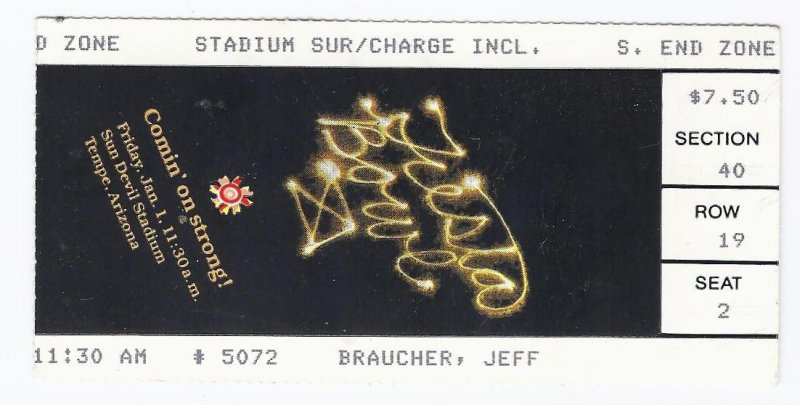 D ZONE STADIUM SUR/CHARGE INCL. S. END ZONE
Comin' on strong!
Friday, Jan. 1, 11:30 a.m.
Sun Devil Stadium
Tempe, Arizona
Fiesta
Bowl
$7.50
SECTION
40
ROW
19
SEAT
2
11:30 AM # 5072 BRAUCHER, JEFF